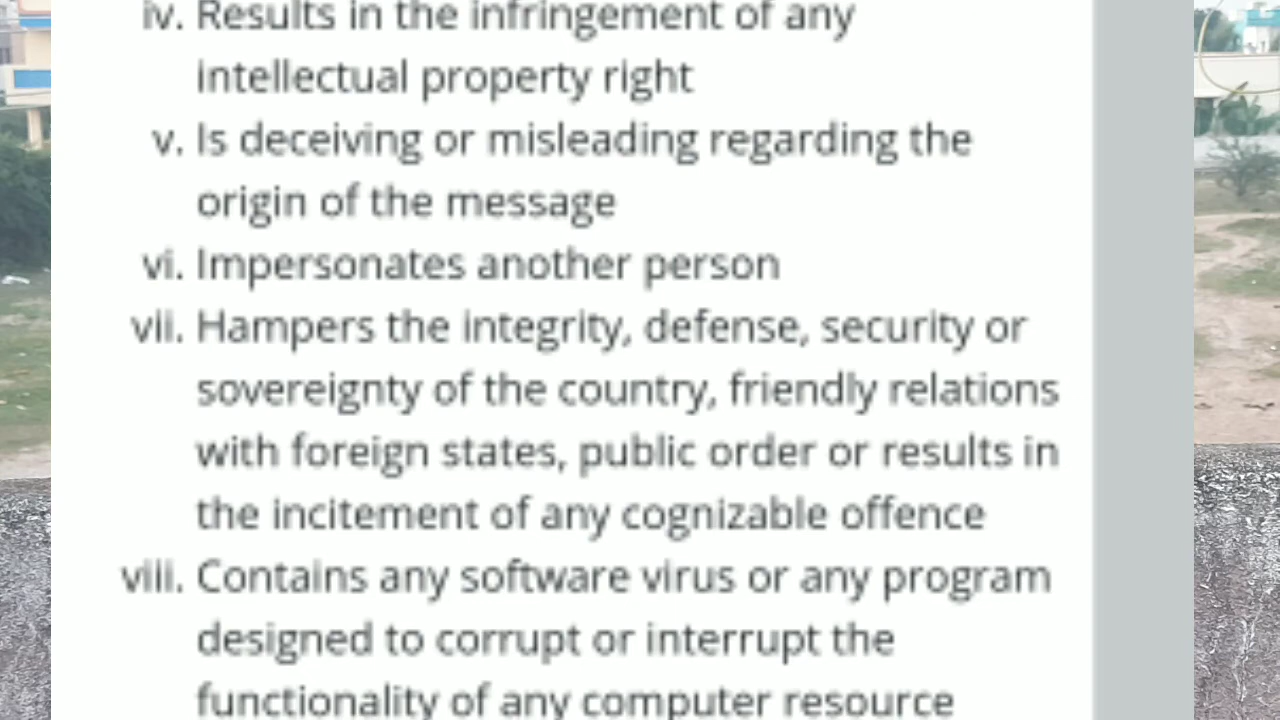 iv. Results in the infringement of any
intellectual property right
v. Is deceiving or misleading regarding the
origin of the message
vi. Impersonates another person
vii. Hampers the integrity, defense, security or
sovereignty of the country, friendly relations
with foreign states, public order or results in
the incitement of any cognizable offence
viii. Contains any software virus or any program
designed to corrupt or interrupt the
functionality of any computer resource